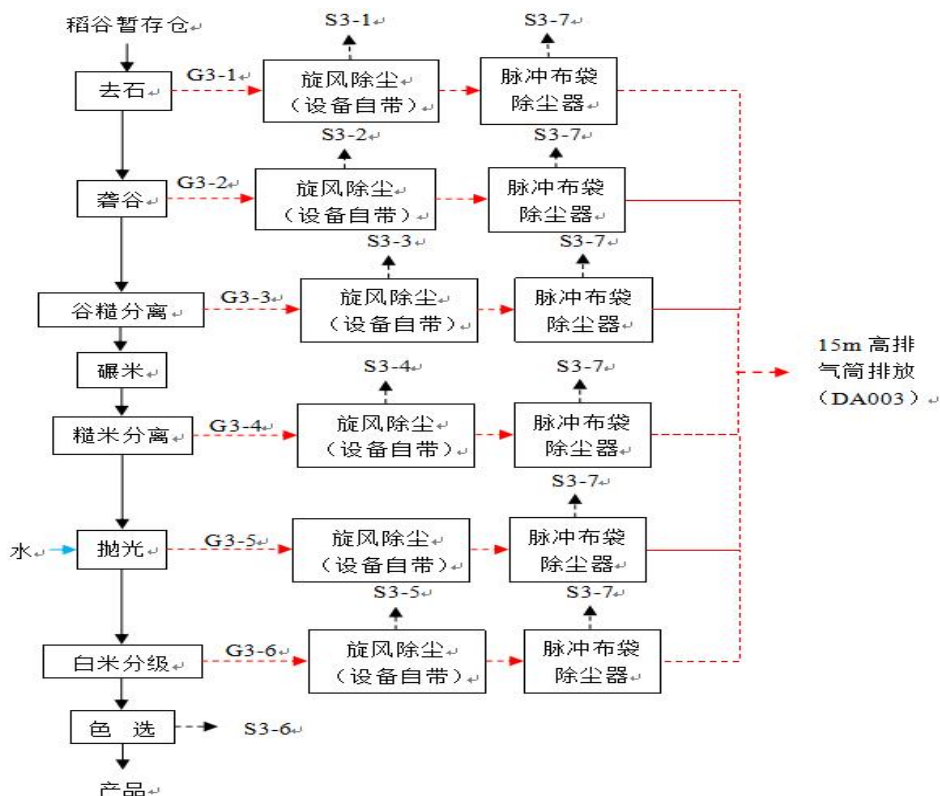 稻谷暂存仓
S3-1
S3-7
去石
G3-1
旋风除尘
（设备自带）
脉冲布袋
除尘器
S3-2
S3-7
砻谷
G3-2
旋风除尘
（设备自带）
脉冲布袋
除尘器
S3-3
S3-7
谷糙分离
G3-3
旋风除尘
（设备自带）
脉冲布袋
除尘器
15m 高排
气筒排放
（DA003）
碾米
S3-4
S3-7
糙米分离
G3-4
旋风除尘
（设备自带）
脉冲布袋
除尘器
S3-7
水
抛光
G3-5
旋风除尘
（设备自带）
脉冲布袋
除尘器
S3-5
S3-7
白米分级
G3-6
旋风除尘
（设备自带）
脉冲布袋
除尘器
色 选
S3-6
产品